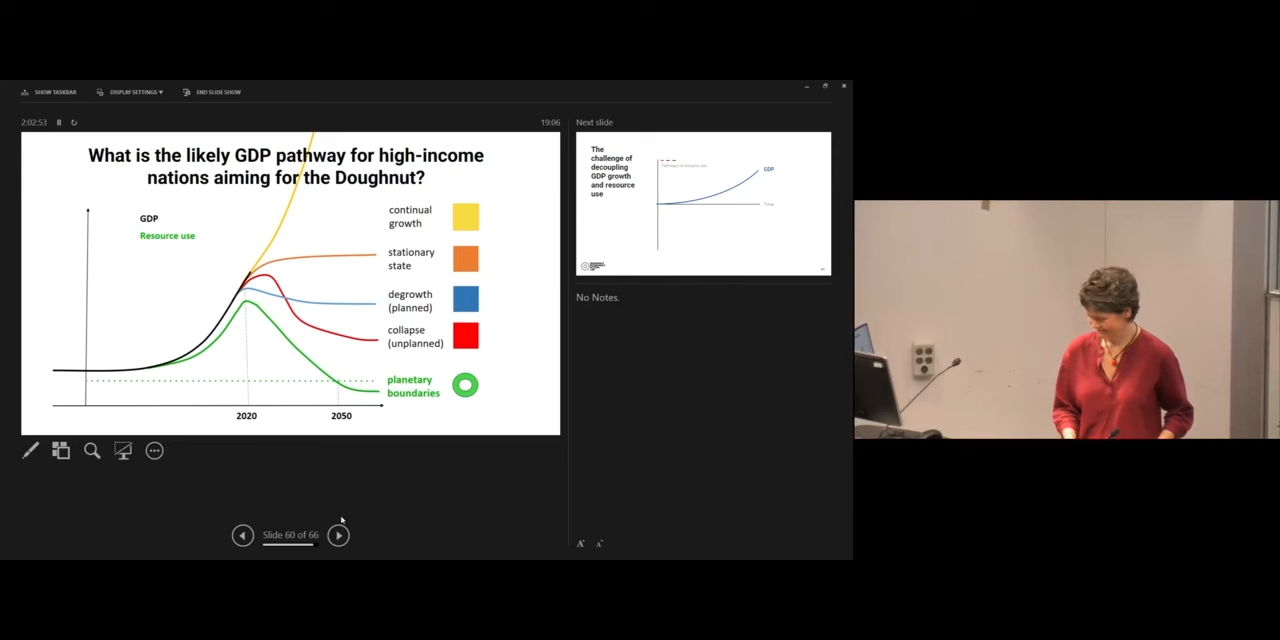 SHOW TASKBAR
DISPLAY SETTINGS ▾
END SLIDE SHOW
2:02:53
19:06
What is the likely GDP pathway for high-income
nations aiming for the Doughnut?
GDP
Resource use
continual
growth
stationary
state
degrowth
(planned)
collapse
(unplanned)
planetary
boundaries
2020
2050
Next slide
The
challenge of
decoupling
GDP growth
and resource
use
GDP
Time
No Notes.
Slide 60 of 66
A
A